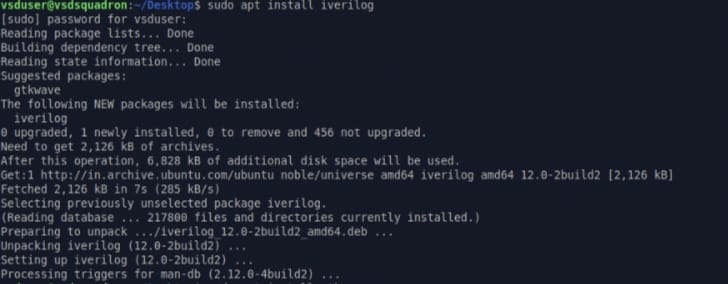 vsduser@vsdsquadron:~/Desktop$ sudo apt install iverilog
[sudo] password for vsduser:
Reading package lists... Done
Building dependency tree... Done
Reading state information... Done
Suggested packages:
  gtkwave
The following NEW packages will be installed:
  iverilog
0 upgraded, 1 newly installed, 0 to remove and 456 not upgraded.
Need to get 2,126 kB of archives.
After this operation, 6,828 kB of additional disk space will be used.
Get:1 http://in.archive.ubuntu.com/ubuntu noble/universe amd64 iverilog amd64 12.0-2build2 [2,126 kB]
Fetched 2,126 kB in 7s (285 kB/s)
Selecting previously unselected package iverilog.
(Reading database ... 217800 files and directories currently installed.)
Preparing to unpack .../iverilog_12.0-2build2_amd64.deb ...
Unpacking iverilog (12.0-2build2) ...
Setting up iverilog (12.0-2build2) ...
Processing triggers for man-db (2.12.0-4build2) ...